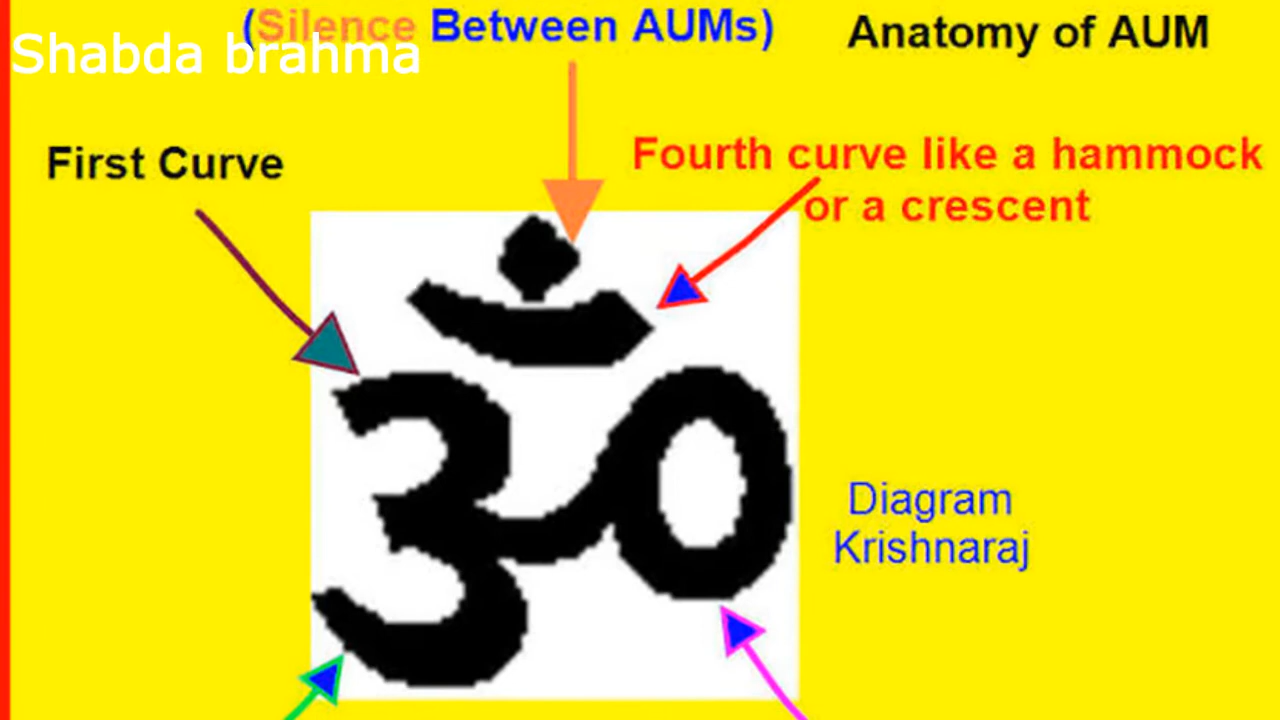 (Silence Between AUMs)
Anatomy of AUM
Shabda brahma
First Curve
Fourth curve like a hammock
or a crescent
ॐ
Diagram
Krishnaraj